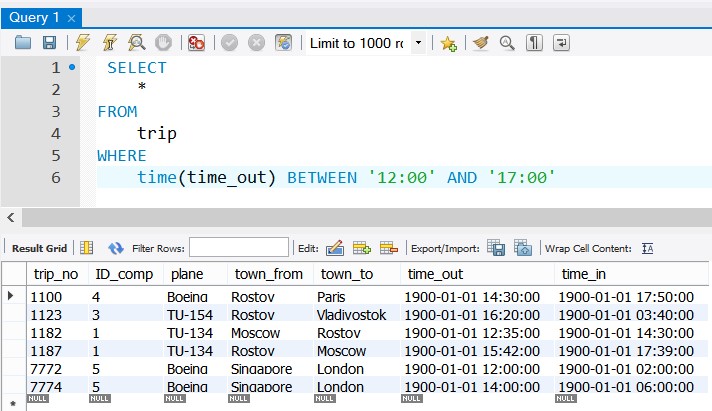 Query 1 ×
Limit to 1000 rc
1 SELECT
2 *
3 FROM
4 trip
5 WHERE
6 time(time_out) BETWEEN '12:00' AND '17:00'
Result Grid Filter Rows: Edit: Export/Import: Wrap Cell Content:
trip_no ID_comp plane town_from town_to time_out time_in
1100 4 Boeing Rostov Paris 1900-01-01 14:30:00 1900-01-01 17:50:00
1123 3 TU-154 Rostov Vladivostok 1900-01-01 16:20:00 1900-01-01 03:40:00
1182 1 TU-134 Moscow Rostov 1900-01-01 12:35:00 1900-01-01 14:30:00
1187 1 TU-134 Rostov Moscow 1900-01-01 15:42:00 1900-01-01 17:39:00
7772 5 Boeing Singapore London 1900-01-01 12:00:00 1900-01-01 02:00:00
7774 5 Boeing Singapore London 1900-01-01 14:00:00 1900-01-01 06:00:00
NULL NULL NULL NULL NULL NULL NULL